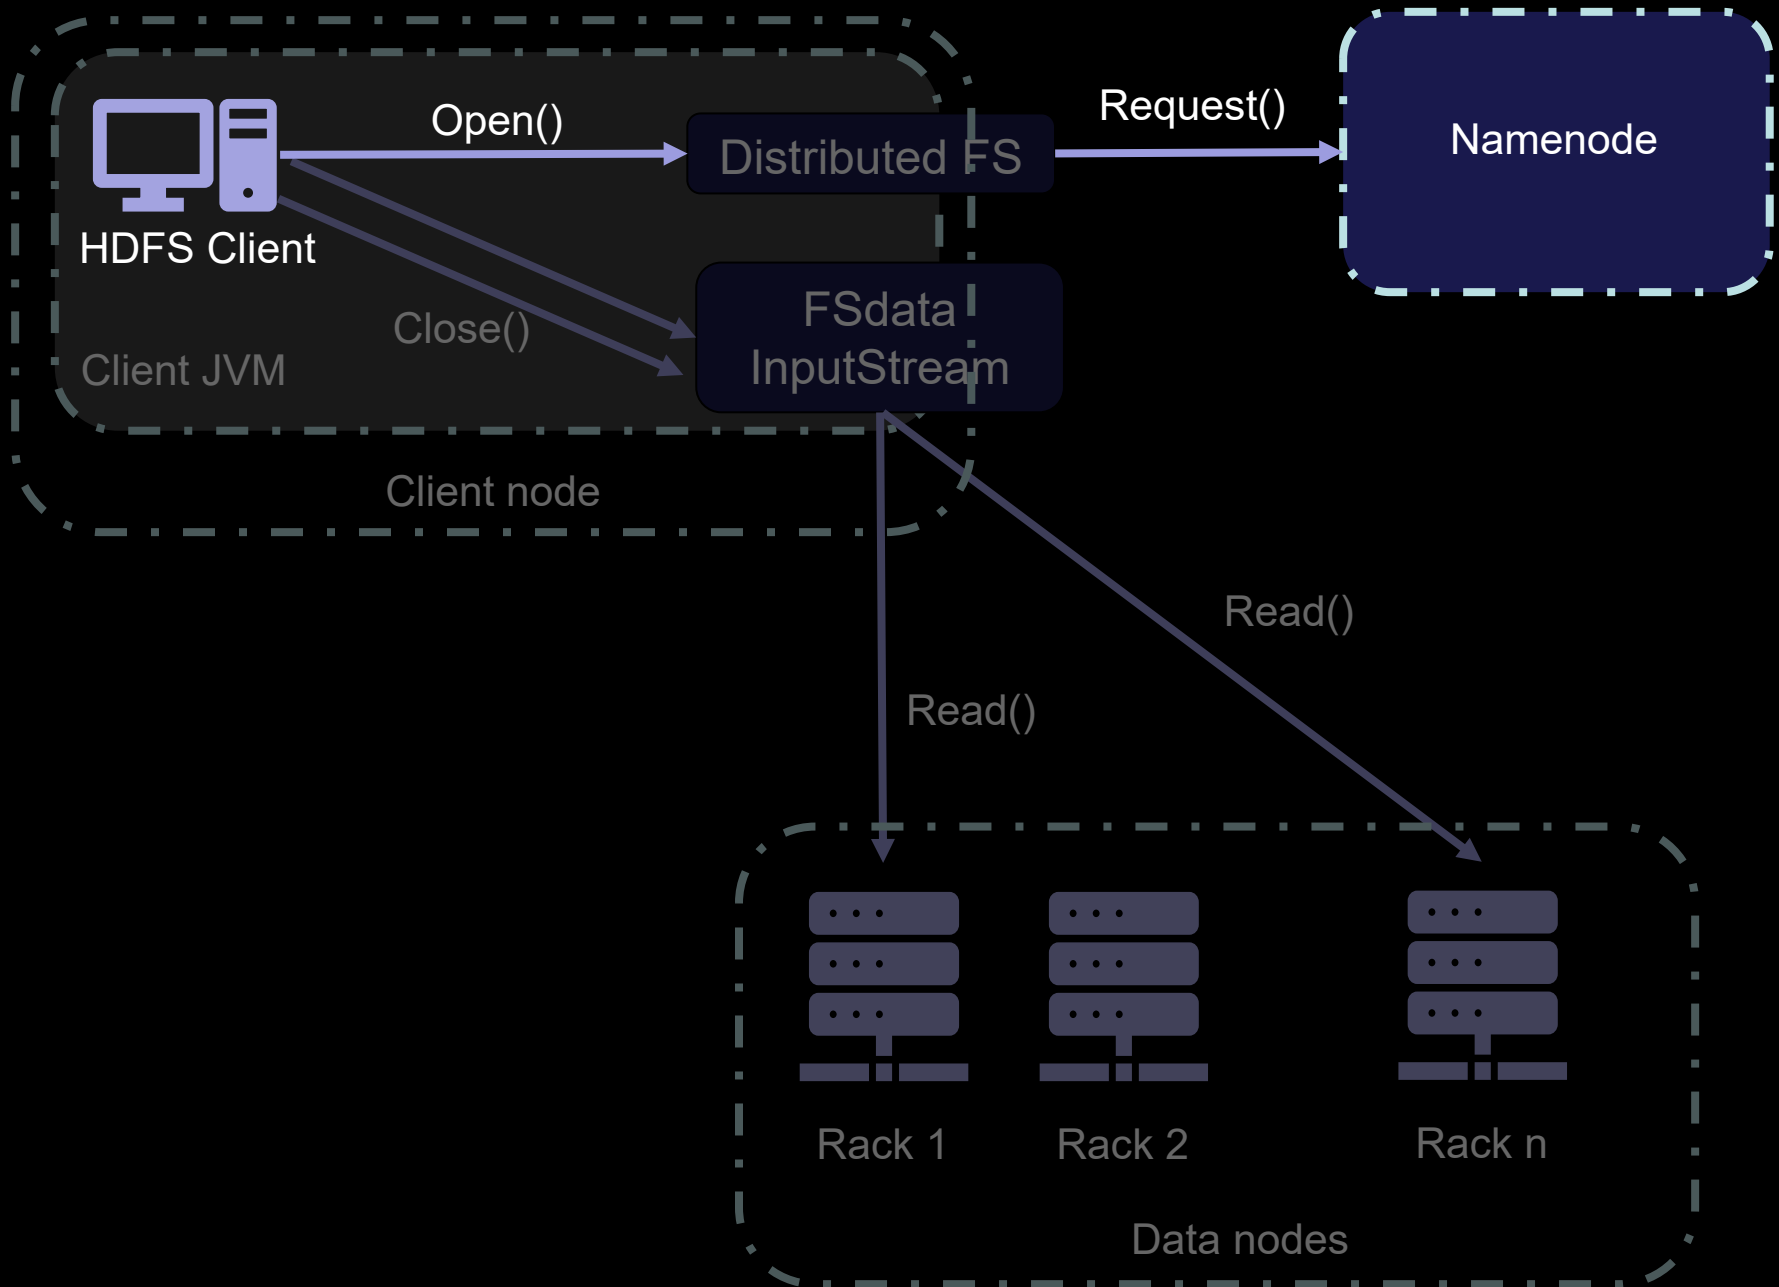 Open()
Request()
Distributed FS
Namenode
HDFS Client
FSdata
InputStream
Close()
Client JVM
Client node
Read()
Read()
Rack 1
Rack 2
Rack n
Data nodes